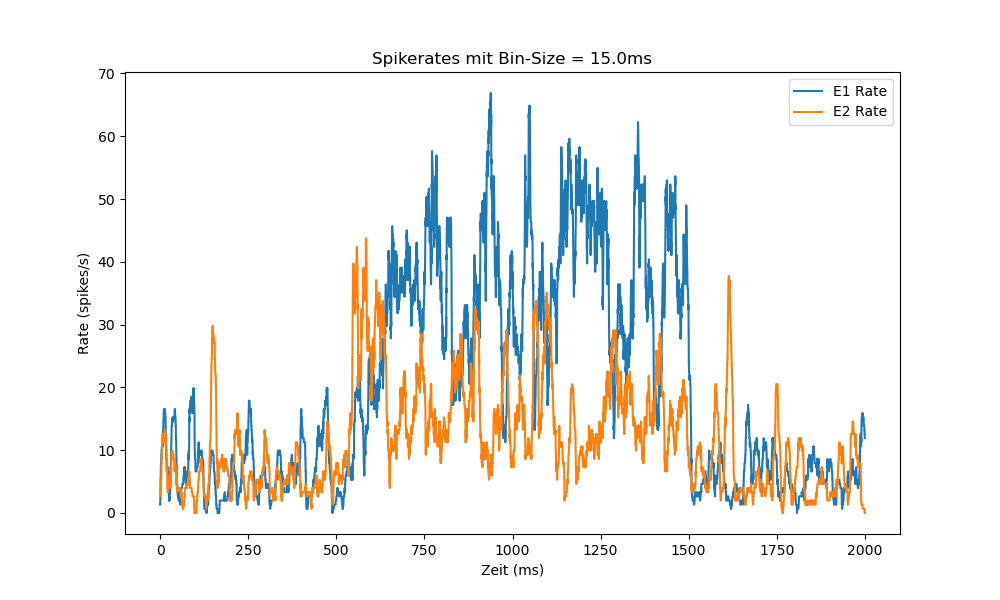 Spikerates mit Bin-Size = 15.0ms
E1 Rate
E2 Rate
Rate (spikes/s)
70
60
50
40
30
20
10
0
0 250 500 750 1000 1250 1500 1750 2000
Zeit (ms)